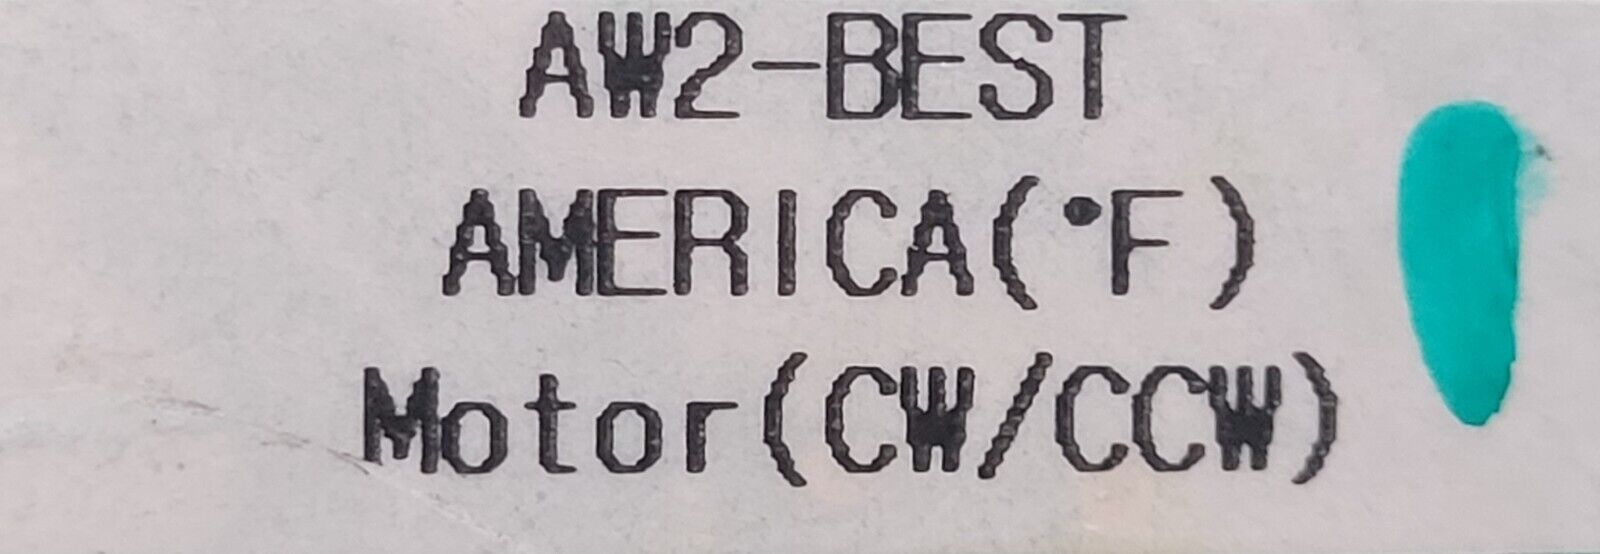 AW2-BEST
AMERICA(°F )
Motor(CW/CCW)